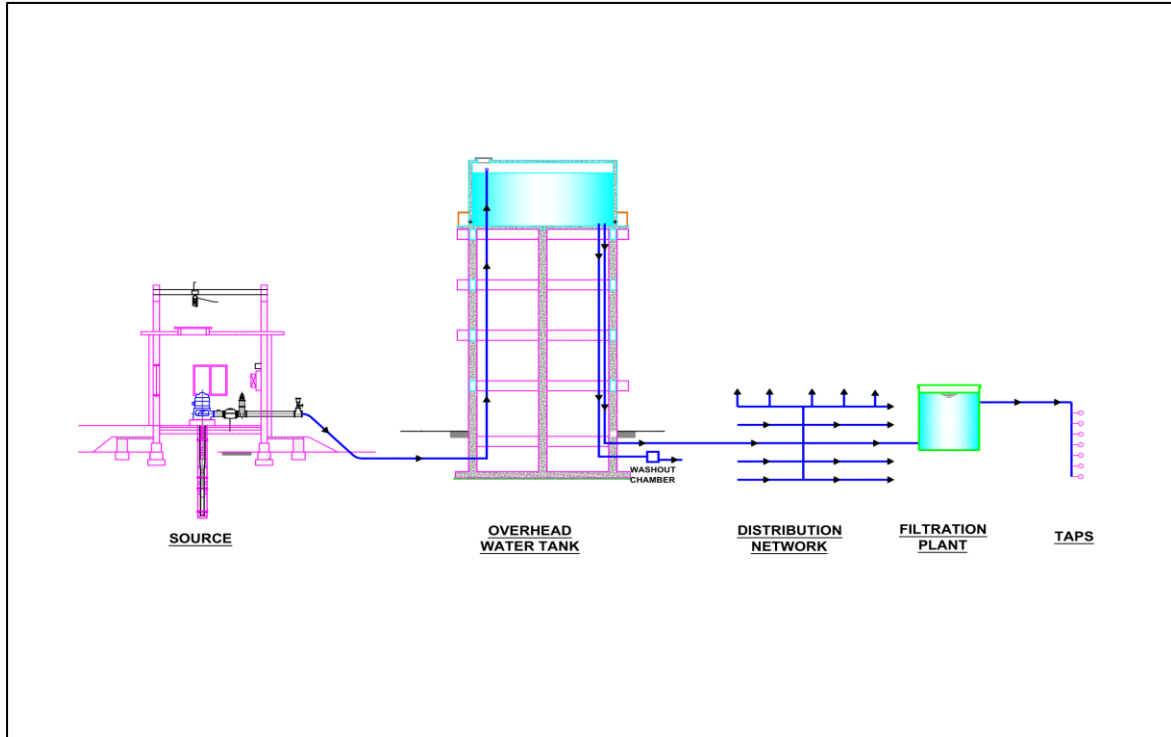 WASHOUT
CHAMBER
SOURCE
OVERHEAD
WATER TANK
DISTRIBUTION
NETWORK
FILTRATION
PLANT
TAPS